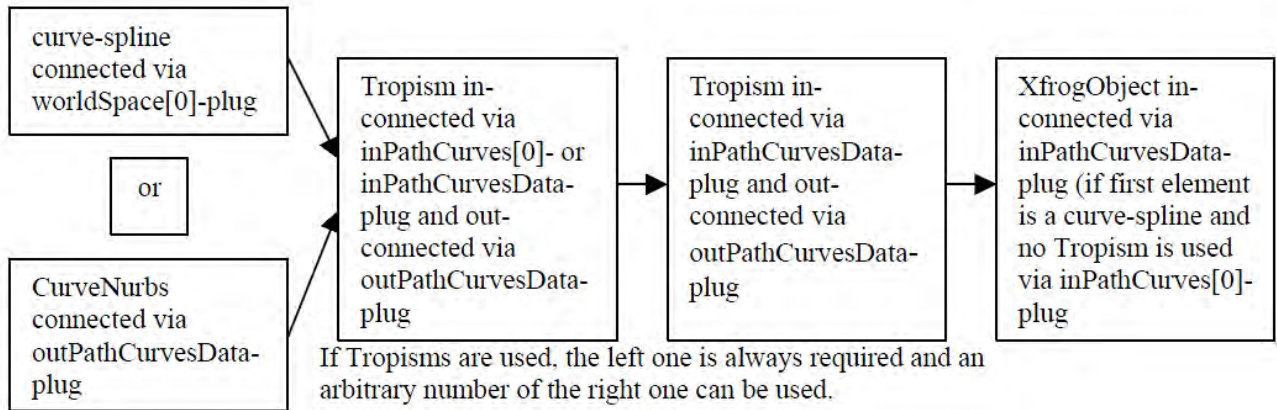 curve-spline
connected via
worldSpace[0]-plug
or
CurveNurbs
connected via
outPathCurvesData-
plug
Tropism in-
connected via
inPathCurves[0]- or
inPathCurvesData-
plug and out-
connected via
outPathCurvesData-
plug
Tropism in-
connected via
inPathCurvesData-
plug and out-
connected via
outPathCurvesData-
plug
XfrogObject in-
connected via
inPathCurvesData-
plug (if first element
is a curve-spline and
no Tropism is used
via inPathCurves[0]-
plug
If Tropisms are used, the left one is always required and an
arbitrary number of the right one can be used.